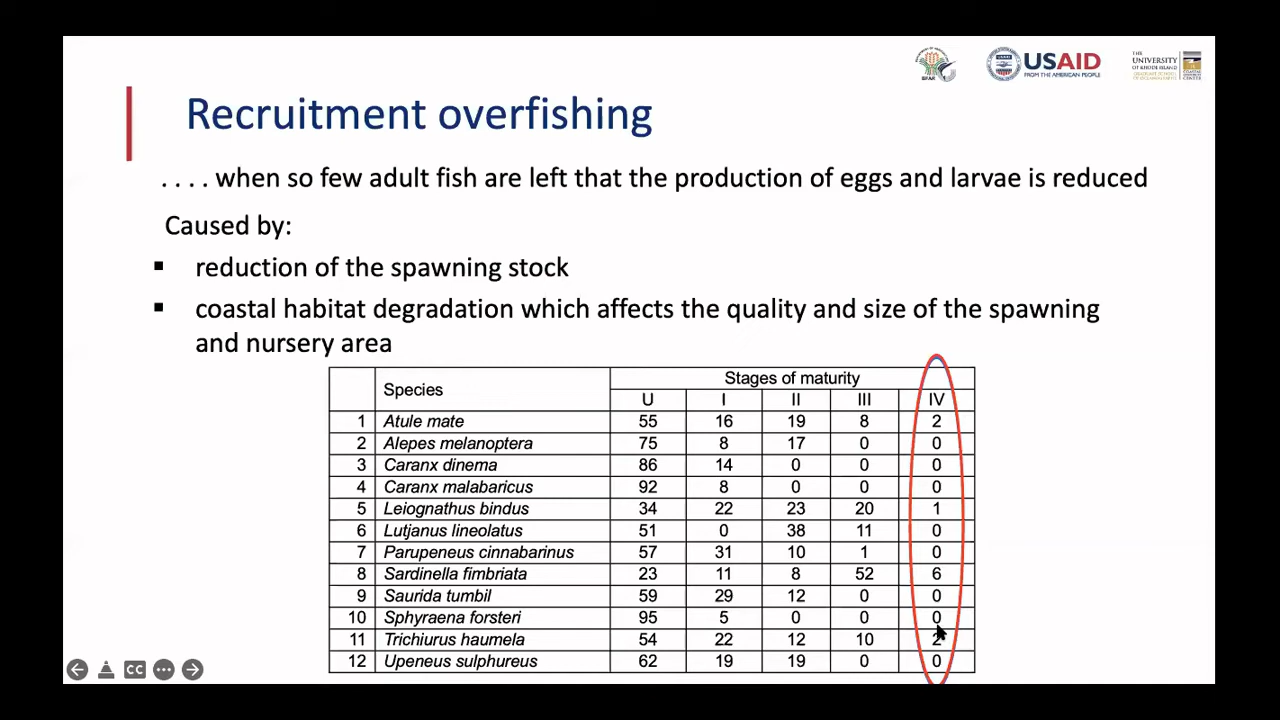 USAID
FROM THE AMERICAN PEOPLE
THE
UNIVERSITY
OF RHODE ISLAND
Recruitment overfishing
. . . . when so few adult fish are left that the production of eggs and larvae is reduced
Caused by:
▪ reduction of the spawning stock
▪ coastal habitat degradation which affects the quality and size of the spawning
and nursery area
Species Stages of maturity
U I II III IV
1 Atule mate 55 16 19 8 2
2 Alepes melanoptera 75 8 17 0 0
3 Caranx dinema 86 14 0 0 0
4 Caranx malabaricus 92 8 0 0 0
5 Leiognathus bindus 34 22 23 20 1
6 Lutjanus lineolatus 51 0 38 11 0
7 Parupeneus cinnabarinus 57 31 10 1 0
8 Sardinella fimbriata 23 11 8 52 6
9 Saurida tumbil 59 29 12 0 0
10 Sphyraena forsteri 95 5 0 0 0
11 Trichiurus haumela 54 22 12 10 2
12 Upeneus sulphureus 62 19 19 0 0
CC